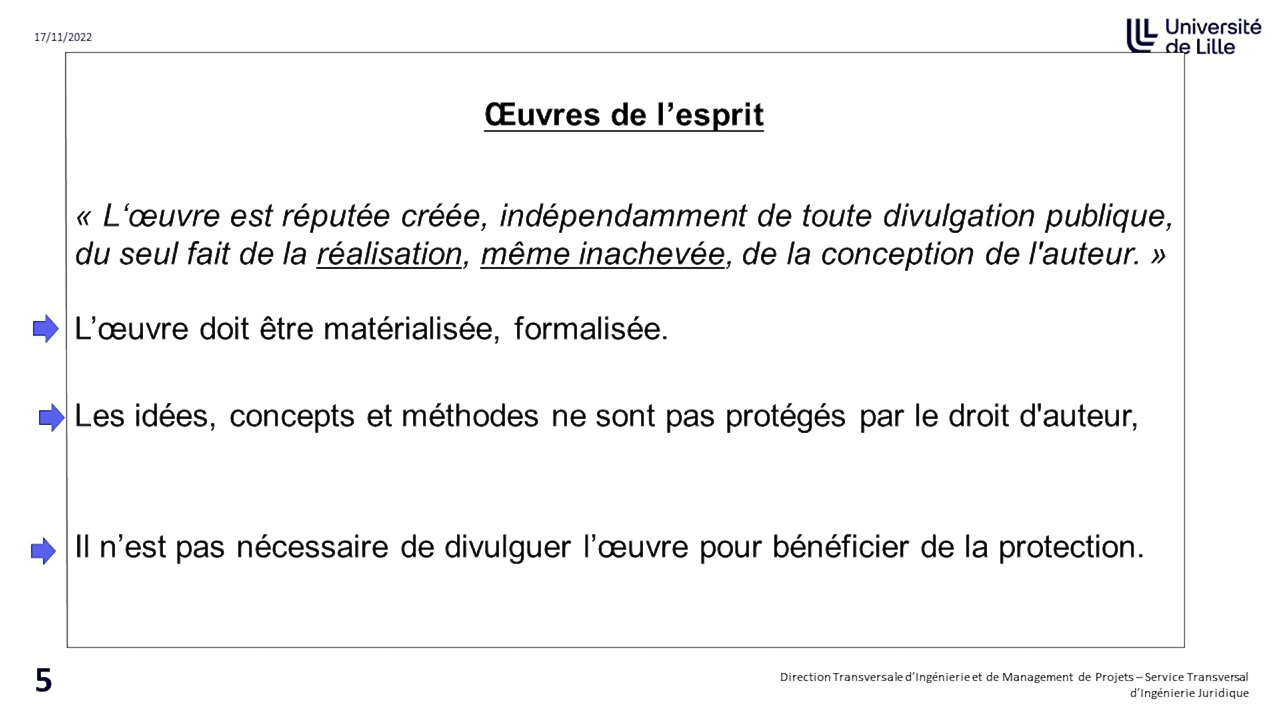 17/11/2022
Université
de Lille
Œuvres de l’esprit
« L‘œuvre est réputée créée, indépendamment de toute divulgation publique,
du seul fait de la réalisation, même inachevée, de la conception de l'auteur. »
L’œuvre doit être matérialisée, formalisée.
Les idées, concepts et méthodes ne sont pas protégés par le droit d'auteur,
Il n’est pas nécessaire de divulguer l’œuvre pour bénéficier de la protection.
5
Direction Transversale d’Ingénierie et de Management de Projets – Service Transversal
d’Ingénierie Juridique